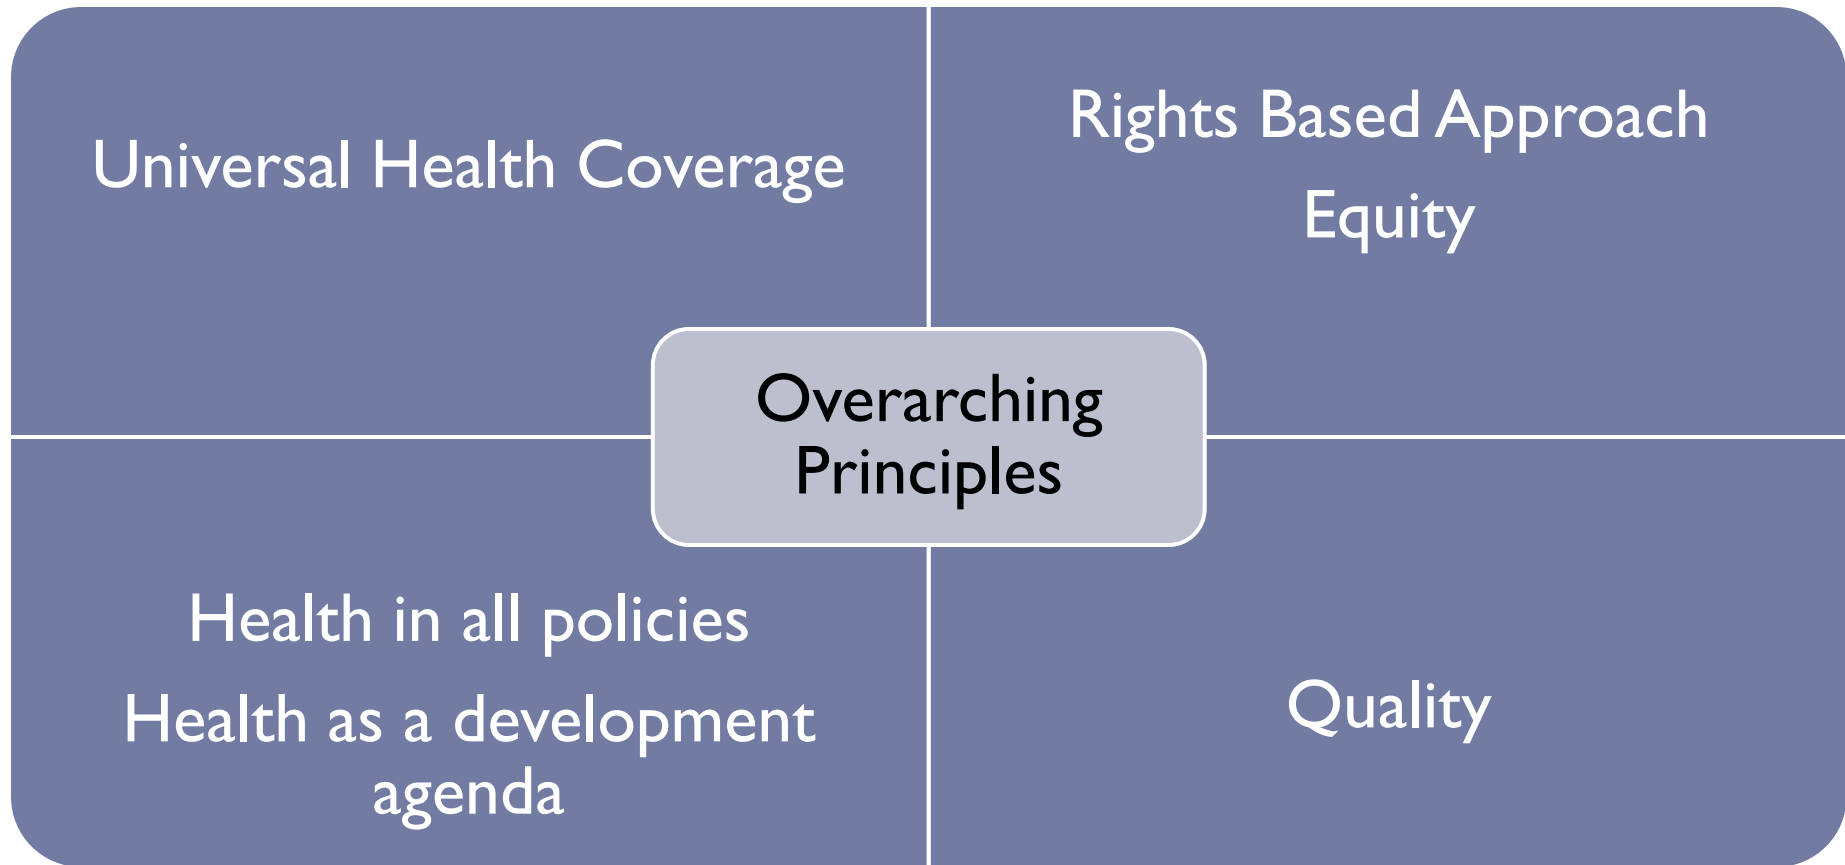 Universal Health Coverage
Rights Based Approach
Equity
Overarching
Principles
Health in all policies
Health as a development
agenda
Quality